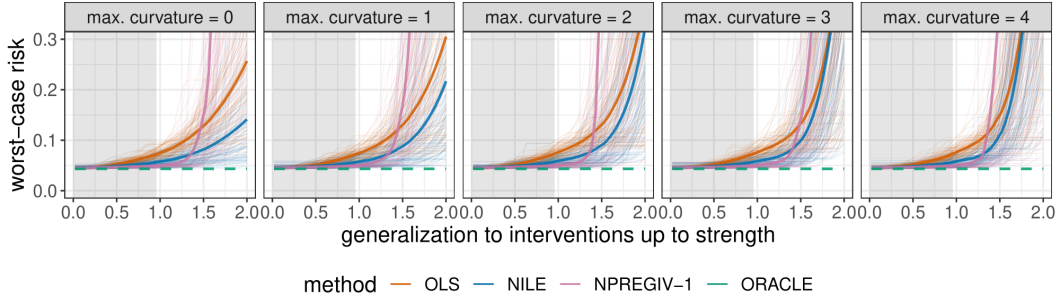 max. curvature = 0 max. curvature = 1 max. curvature = 2 max. curvature = 3 max. curvature = 4
0.3
0.2
0.1
0.0
worst−case risk
0.0 0.5 1.0 1.5 2.0 0.0 0.5 1.0 1.5 2.0 0.0 0.5 1.0 1.5 2.0 0.0 0.5 1.0 1.5 2.0 0.0 0.5 1.0 1.5 2.0
generalization to interventions up to strength
method OLS NILE NPREGIV−1 ORACLE